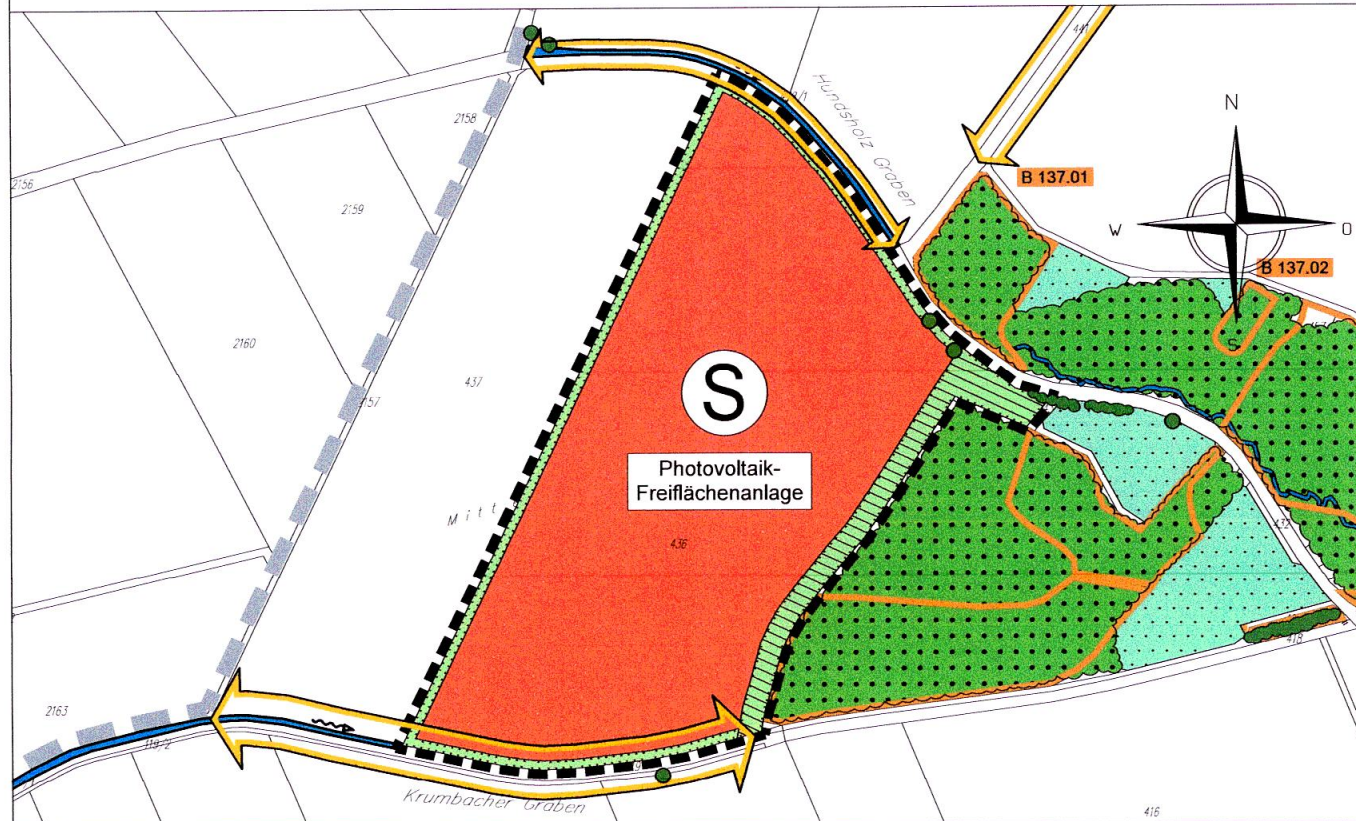 441
Hundsholz Graben
2158
N
B 137.01
2156
2159
W
O
B 137.02
S
2160
437
2157
S
Photovoltaik-
Freiflächenanlage
Mitt
436
432
418
2163
119/2
Krumbacher Graben
416